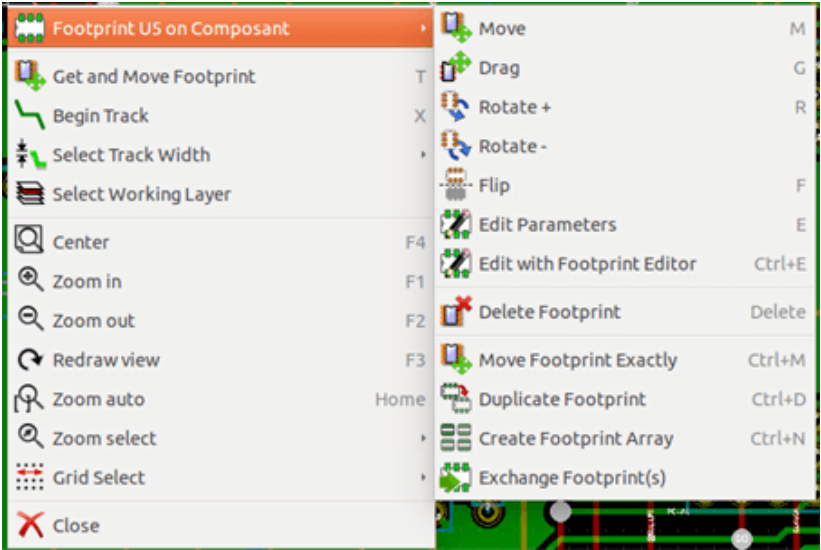 Footprint U5 on Composant
Get and Move Footprint T
Begin Track X
Select Track Width
Select Working Layer
Center F4
Zoom in F1
Zoom out F2
Redraw view F3
Zoom auto Home
Zoom select
Grid Select
Close
Move M
Drag G
Rotate + R
Rotate -
Flip F
Edit Parameters E
Edit with Footprint Editor Ctrl+E
Delete Footprint Delete
Move Footprint Exactly Ctrl+M
Duplicate Footprint Ctrl+D
Create Footprint Array Ctrl+N
Exchange Footprint(s)